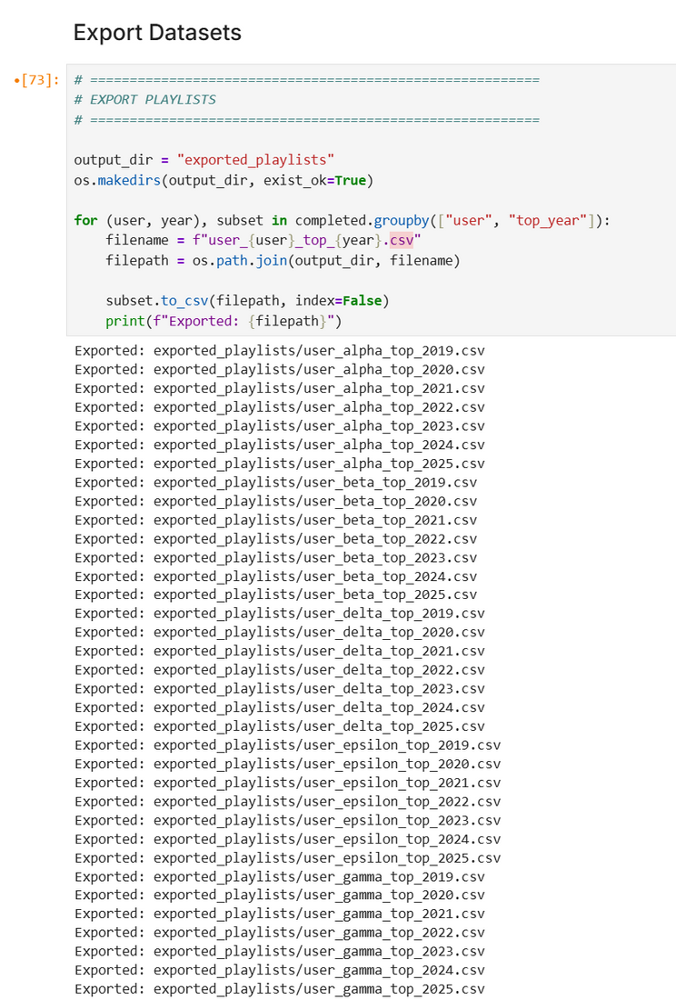 Export Datasets
•[73]:
# =========================================================
# EXPORT PLAYLISTS
# =========================================================
output_dir = "exported_playlists"
os.makedirs(output_dir, exist_ok=True)
for (user, year), subset in completed.groupby(["user", "top_year"]):
    filename = f"user_{user}_top_{year}.csv"
    filepath = os.path.join(output_dir, filename)
    subset.to_csv(filepath, index=False)
    print(f"Exported: {filepath}")
Exported: exported_playlists/user_alpha_top_2019.csv
Exported: exported_playlists/user_alpha_top_2020.csv
Exported: exported_playlists/user_alpha_top_2021.csv
Exported: exported_playlists/user_alpha_top_2022.csv
Exported: exported_playlists/user_alpha_top_2023.csv
Exported: exported_playlists/user_alpha_top_2024.csv
Exported: exported_playlists/user_alpha_top_2025.csv
Exported: exported_playlists/user_beta_top_2019.csv
Exported: exported_playlists/user_beta_top_2020.csv
Exported: exported_playlists/user_beta_top_2021.csv
Exported: exported_playlists/user_beta_top_2022.csv
Exported: exported_playlists/user_beta_top_2023.csv
Exported: exported_playlists/user_beta_top_2024.csv
Exported: exported_playlists/user_beta_top_2025.csv
Exported: exported_playlists/user_delta_top_2019.csv
Exported: exported_playlists/user_delta_top_2020.csv
Exported: exported_playlists/user_delta_top_2021.csv
Exported: exported_playlists/user_delta_top_2022.csv
Exported: exported_playlists/user_delta_top_2023.csv
Exported: exported_playlists/user_delta_top_2024.csv
Exported: exported_playlists/user_delta_top_2025.csv
Exported: exported_playlists/user_epsilon_top_2019.csv
Exported: exported_playlists/user_epsilon_top_2020.csv
Exported: exported_playlists/user_epsilon_top_2021.csv
Exported: exported_playlists/user_epsilon_top_2022.csv
Exported: exported_playlists/user_epsilon_top_2023.csv
Exported: exported_playlists/user_epsilon_top_2024.csv
Exported: exported_playlists/user_epsilon_top_2025.csv
Exported: exported_playlists/user_gamma_top_2019.csv
Exported: exported_playlists/user_gamma_top_2020.csv
Exported: exported_playlists/user_gamma_top_2021.csv
Exported: exported_playlists/user_gamma_top_2022.csv
Exported: exported_playlists/user_gamma_top_2023.csv
Exported: exported_playlists/user_gamma_top_2024.csv
Exported: exported_playlists/user_gamma_top_2025.csv